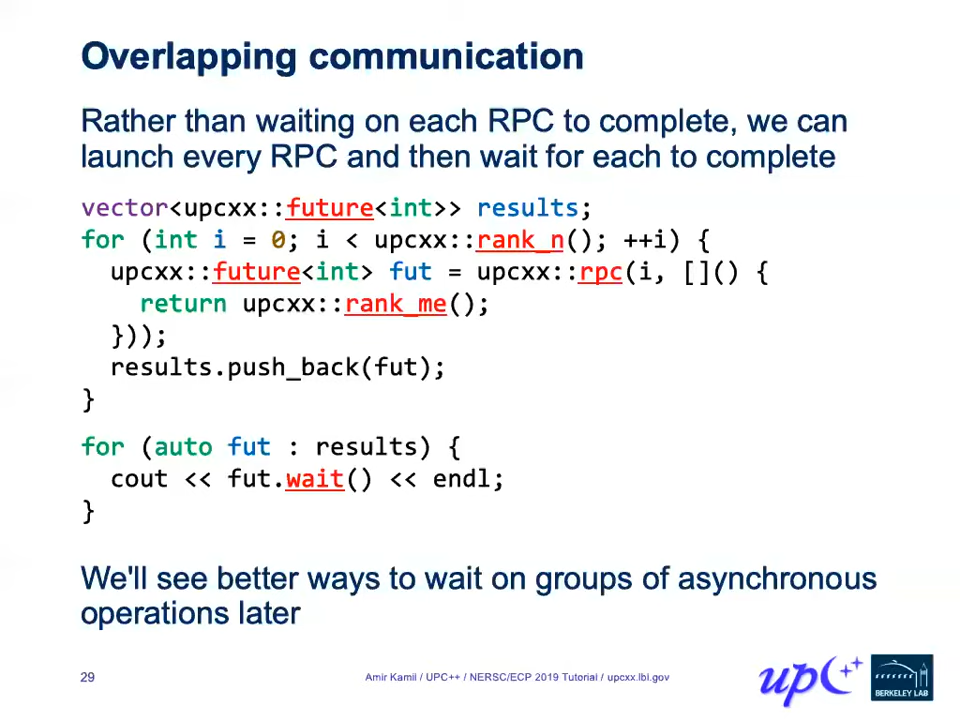 Overlapping communication
Rather than waiting on each RPC to complete, we can
launch every RPC and then wait for each to complete
vector<upcxx::future<int>> results;
for (int i = 0; i < upcxx::rank_n(); ++i) {
  upcxx::future<int> fut = upcxx::rpc(i, []() {
    return upcxx::rank_me();
  }));
  results.push_back(fut);
}
for (auto fut : results) {
  cout << fut.wait() << endl;
}
We'll see better ways to wait on groups of asynchronous
operations later
29
Amir Kamil / UPC++ / NERSC/ECP 2019 Tutorial / upcxx.lbl.gov
upc++
BERKELEY LAB